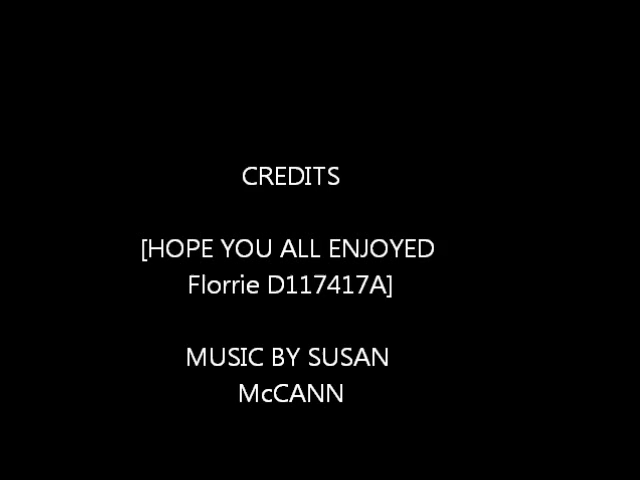 CREDITS
[HOPE YOU ALL ENJOYED
Florrie D117417A]
MUSIC BY SUSAN
McCANN